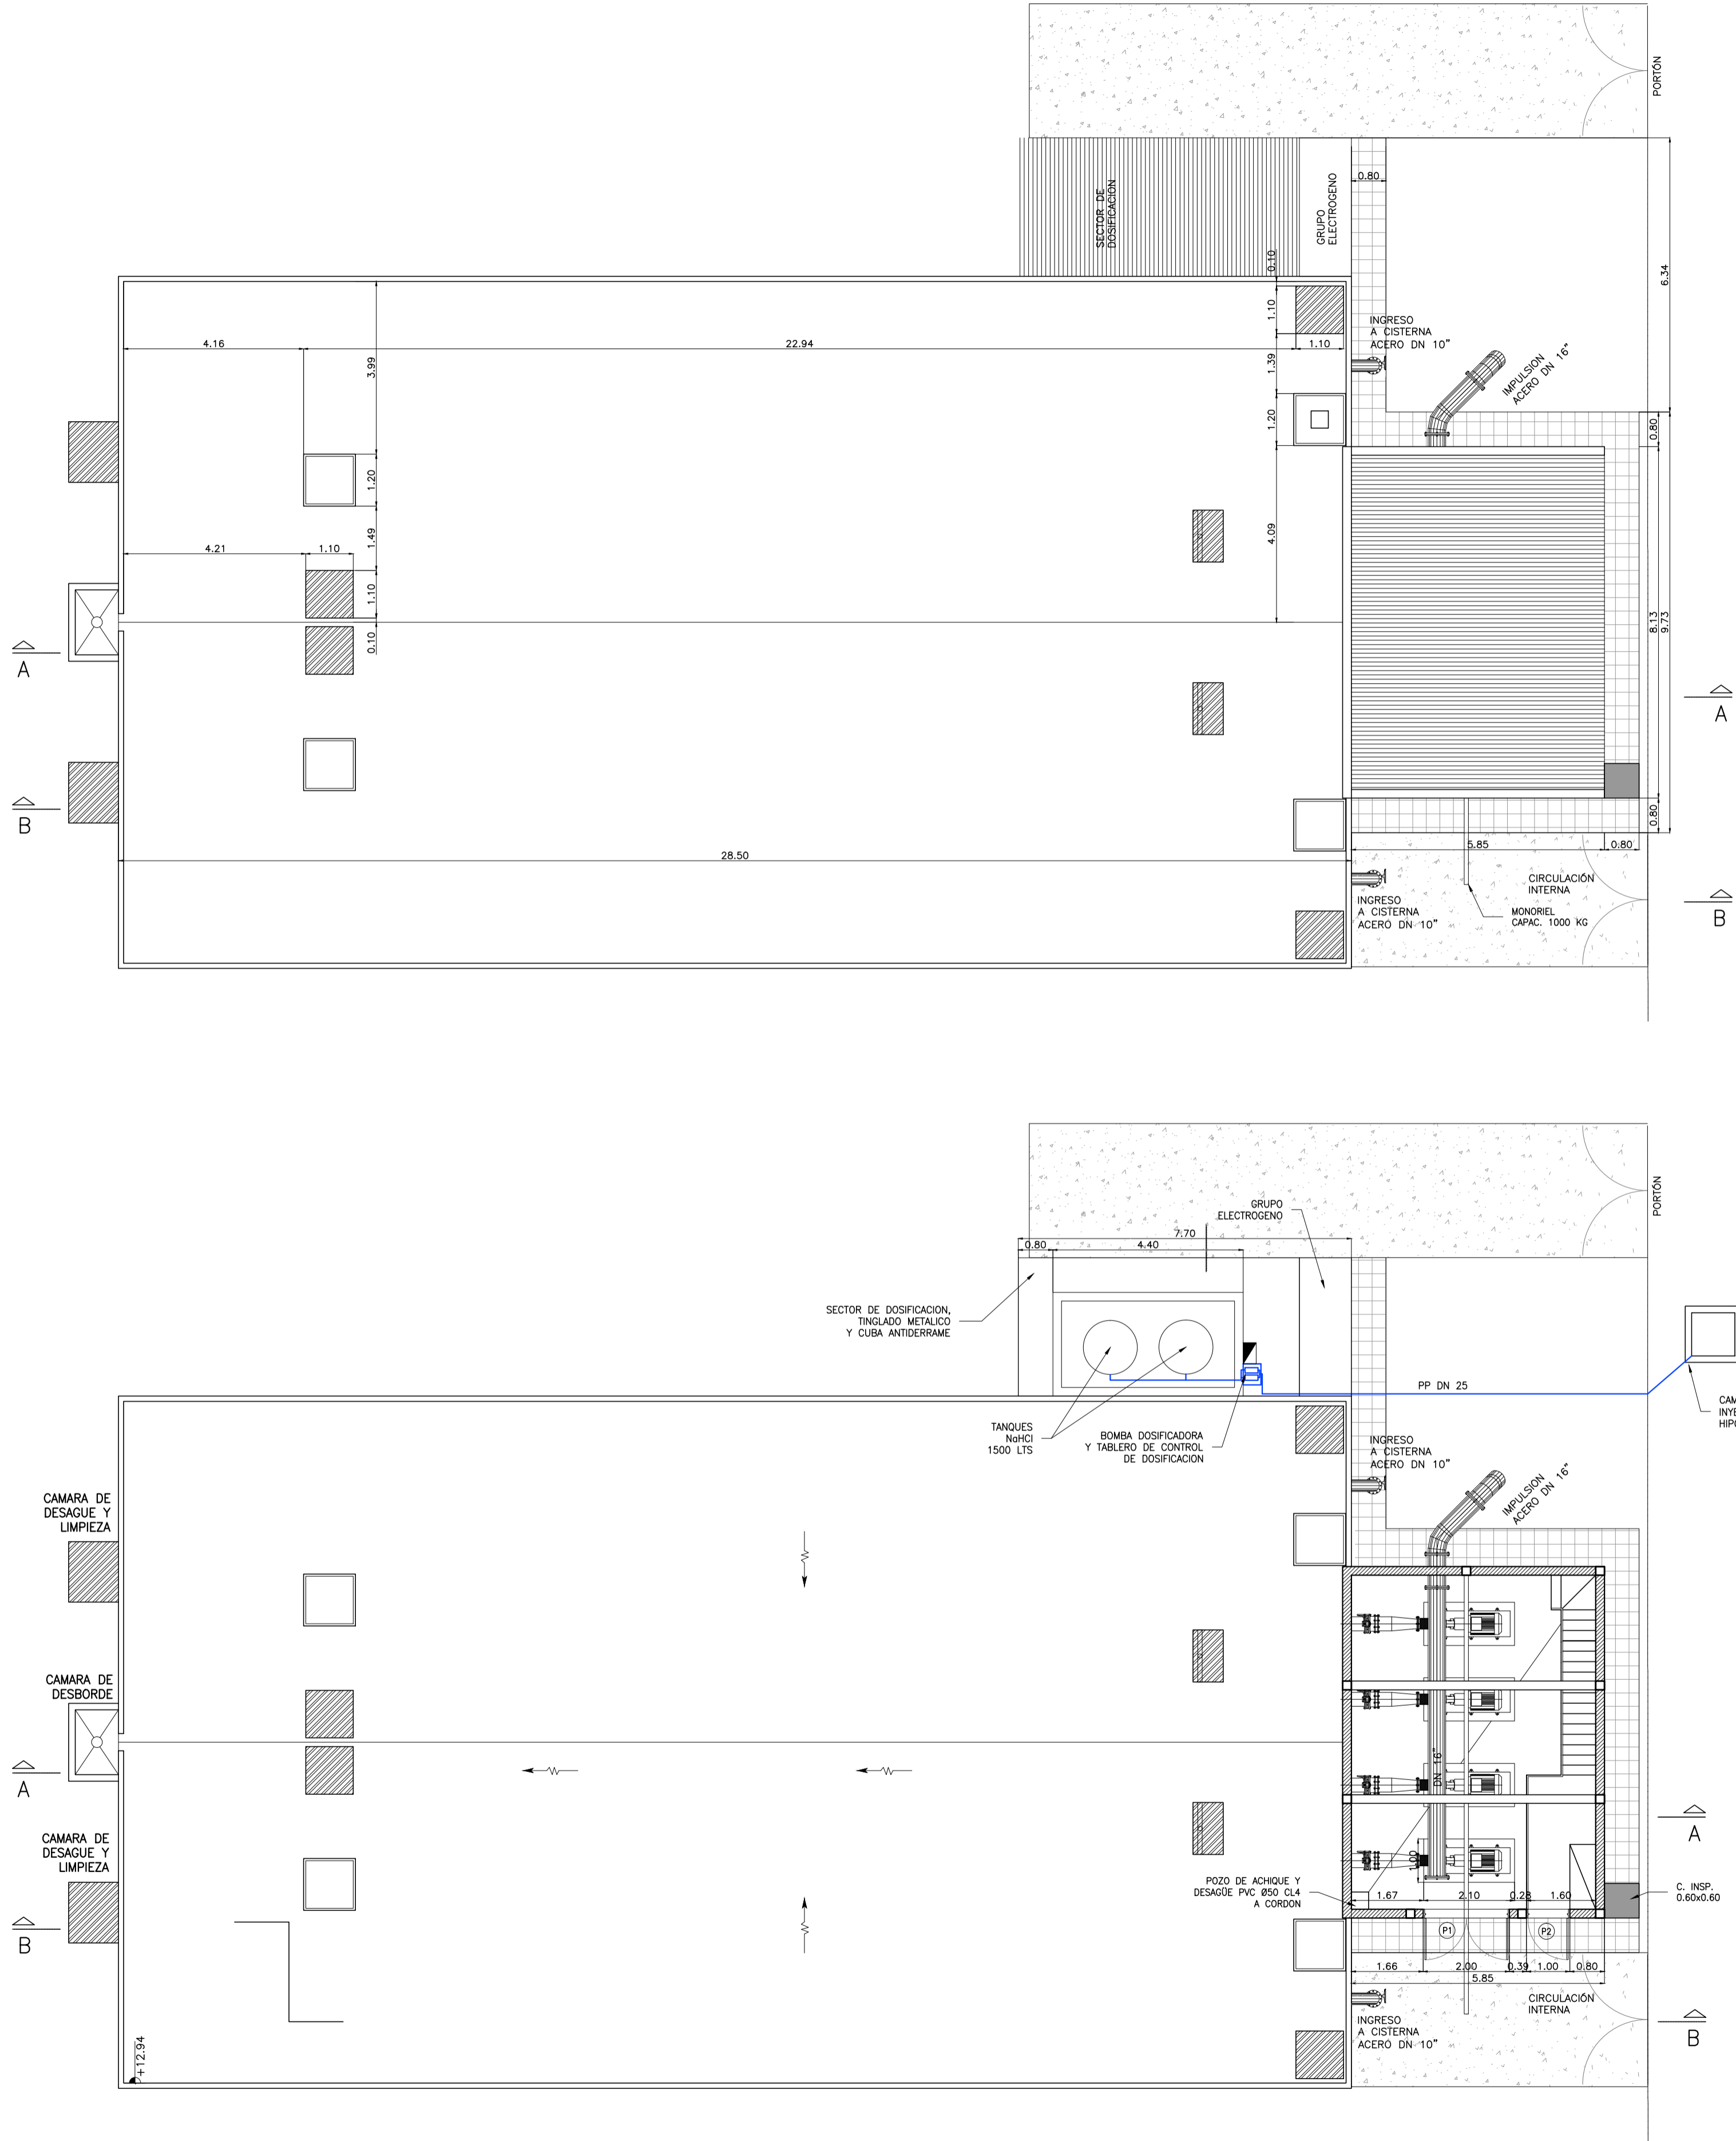 PORTÓN
SECTOR DE
DOSIFICACION
GRUPO
ELECTROGENO
0.80
0.10
1.10
6.34
INGRESO
A CISTERNA
ACERO DN 10"
4.16
22.94
1.10
3.99
1.39
IMPULSION
ACERO DN 16"
1.20
0.80
1.20
4.21
1.10
1.49
4.09
1.10
0.10
8.13
9.73
A
A
B
0.80
28.50
5.85
0.80
INGRESO
A CISTERNA
ACERO DN 10"
CIRCULACIÓN
INTERNA
MONORIEL
CAPAC. 1000 KG
B
PORTÓN
GRUPO
ELECTROGENO
7.70
0.80
4.40
SECTOR DE DOSIFICACION,
TINGLADO METALICO
Y CUBA ANTIDERRAME
PP DN 25
CAM
INYE
HIPO
TANQUES
NaHCl
1500 LTS
BOMBA DOSIFICADORA
Y TABLERO DE CONTROL
DE DOSIFICACION
INGRESO
A CISTERNA
ACERO DN 10"
IMPULSION
ACERO DN 16"
CAMARA DE
DESAGUE Y
LIMPIEZA
CAMARA DE
DESBORDE
DN 16"
A
A
CAMARA DE
DESAGUE Y
LIMPIEZA
1.00
POZO DE ACHIQUE Y
DESAGÜE PVC Ø50 CL4
A CORDON
1.67
2.10
0.28
1.60
C. INSP.
0.60x0.60
P1
P2
B
1.66
2.00
0.39
1.00
0.80
5.85
INGRESO
A CISTERNA
ACERO DN 10"
CIRCULACIÓN
INTERNA
B
+12.94